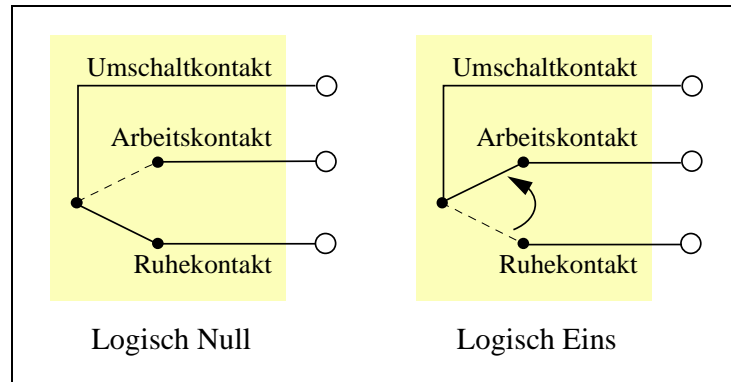 Umschaltkontakt
Arbeitskontakt
Ruhekontakt
Logisch Null
Umschaltkontakt
Arbeitskontakt
Ruhekontakt
Logisch Eins